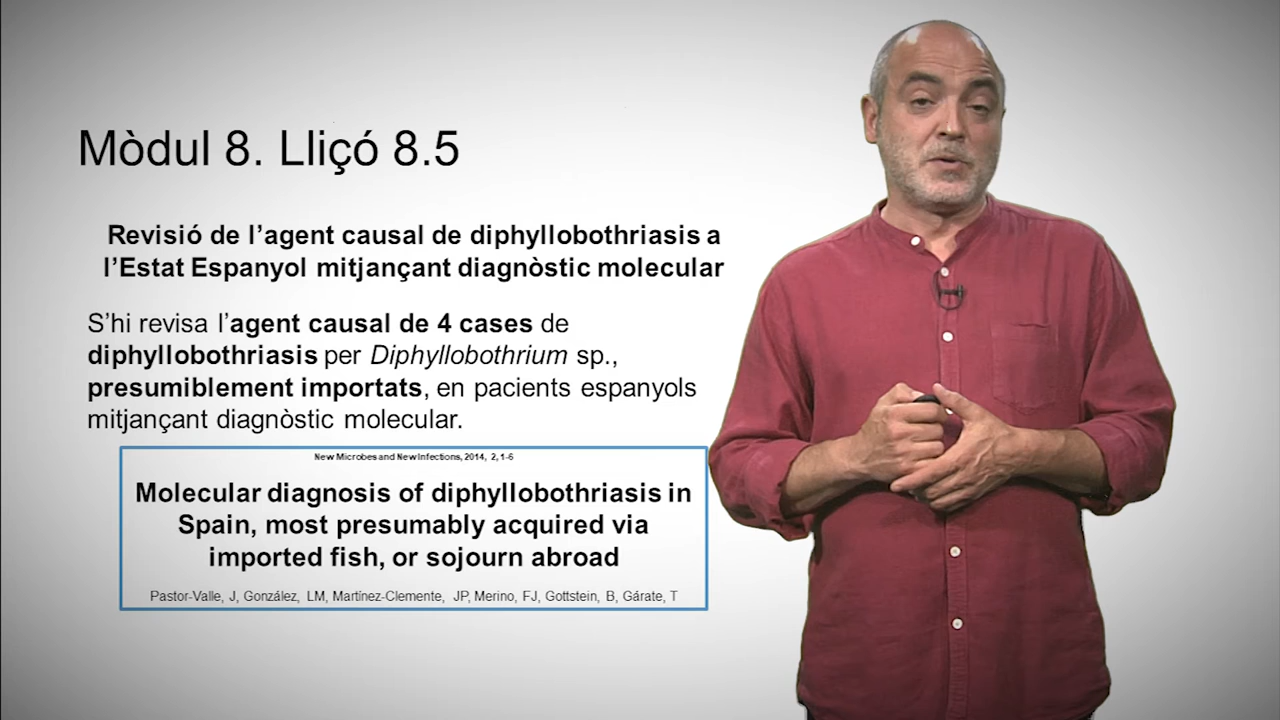 Mòdul 8. Lliçó 8.5
Revisió de l’agent causal de diphyllobothriasis a
l’Estat Espanyol mitjançant diagnòstic molecular
S’hi revisa l’agent causal de 4 cases de
diphyllobothriasis per Diphyllobothrium sp.,
presumiblement importats, en pacients espanyols
mitjançant diagnòstic molecular.
New Microbes and New Infections, 2014, 2, 1-6
Molecular diagnosis of diphyllobothriasis in
Spain, most presumably acquired via
imported fish, or sojourn abroad
Pastor-Valle, J, González, LM, Martínez-Clemente, JP, Merino, FJ, Gottstein, B, Gárate, T